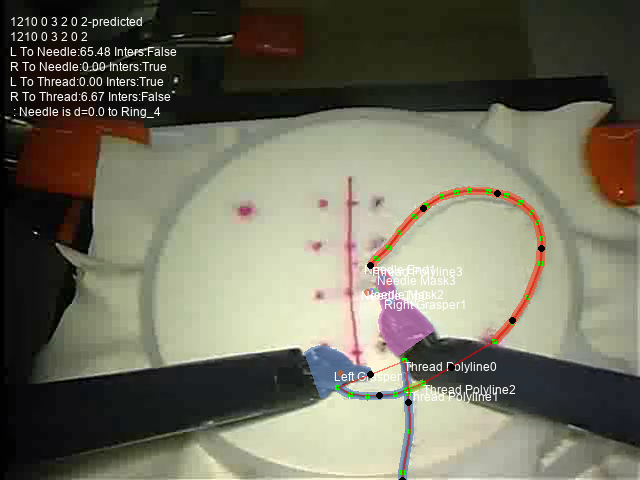 1210 0 3 2 0 2-predicted
1210 0 3 2 0 2
L To Needle:65.48 Inters:False
R To Needle:0.00 Inters:True
L To Thread:0.00 Inters:True
R To Thread:6.67 Inters:False
: Needle is d=0.0 to Ring_4
Thread Polyline3
Needle Mask3
Needle Mask2
Right Grasper1
Thread Polyline0
Left Grasper
Thread Polyline2
Thread Polyline1